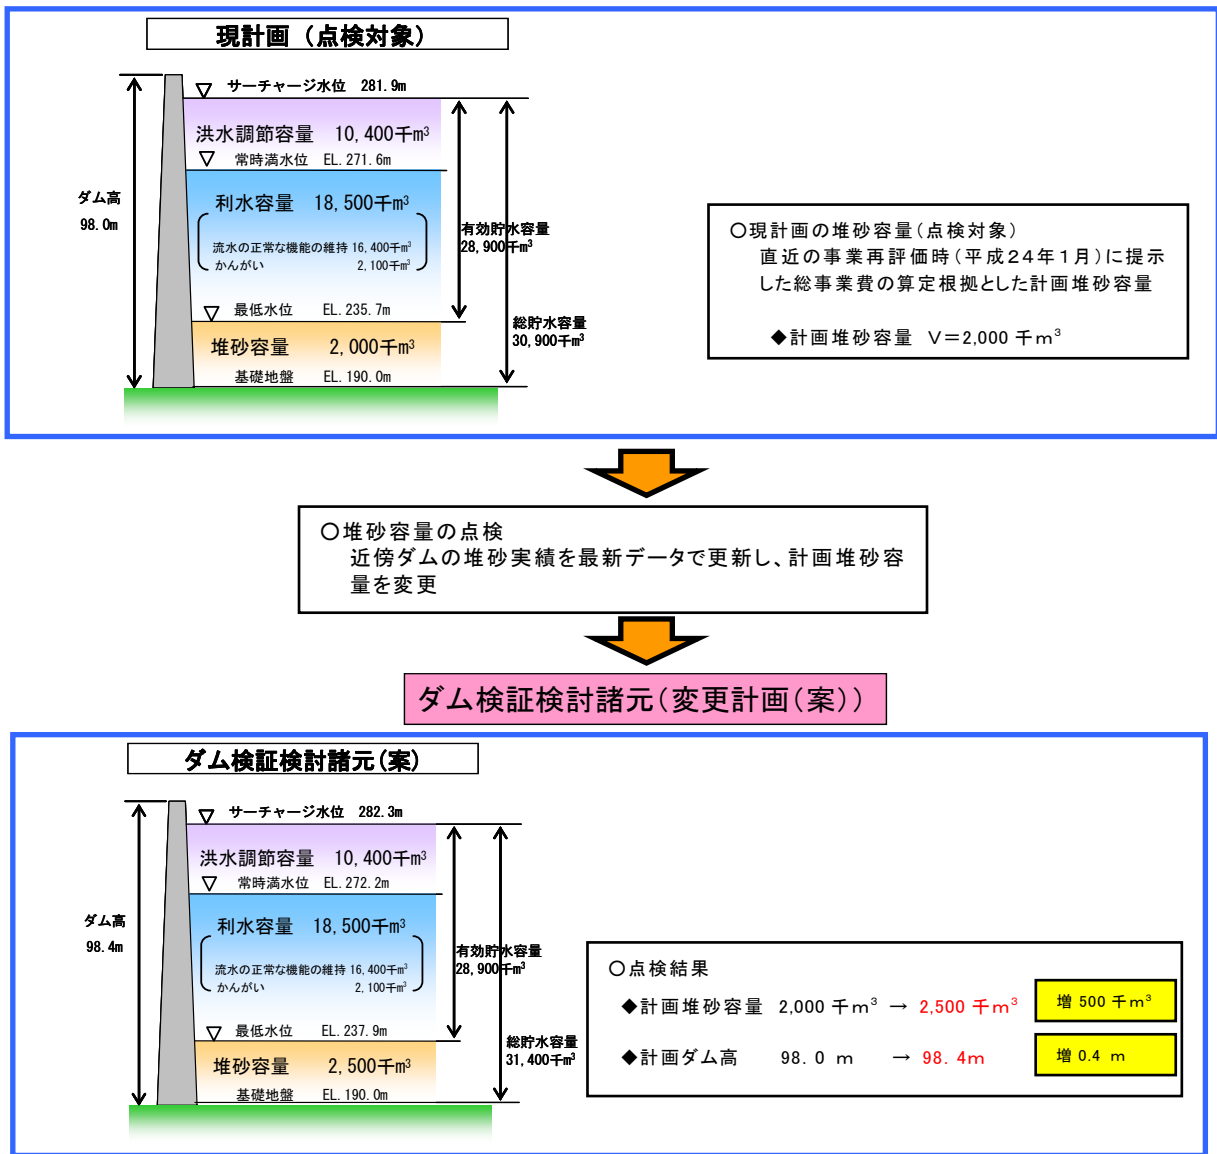 現計画（点検対象）
サーチャージ水位 281.9m
洪水調節容量 10,400千m³
常時満水位 EL.271.6m
ダム高
98.0m
利水容量 18,500千m³
流水の正常な機能の維持 16,400千m³
かんがい 2,100千m³
有効貯水容量
28,900千m³
最低水位 EL.235.7m
総貯水容量
30,900千m³
堆砂容量 2,000千m³
基礎地盤 EL.190.0m
○現計画の堆砂容量（点検対象）
直近の事業再評価時（平成２４年１月）に提示
した総事業費の算定根拠とした計画堆砂容量
◆計画堆砂容量 V＝2,000 千m³
○堆砂容量の点検
近傍ダムの堆砂実績を最新データで更新し、計画堆砂容
量を変更
ダム検証検討諸元（変更計画（案））
ダム検証検討諸元（案）
サーチャージ水位 282.3m
洪水調節容量 10,400千m³
常時満水位 EL.272.2m
ダム高
98.4m
利水容量 18,500千m³
流水の正常な機能の維持 16,400千m³
かんがい 2,100千m³
有効貯水容量
28,900千m³
最低水位 EL.237.9m
総貯水容量
31,400千m³
堆砂容量 2,500千m³
基礎地盤 EL.190.0m
○点検結果
◆計画堆砂容量 2,000 千m³ → 2,500 千m³ 増 500 千m³
◆計画ダム高 98.0 m → 98.4m 増 0.4 m